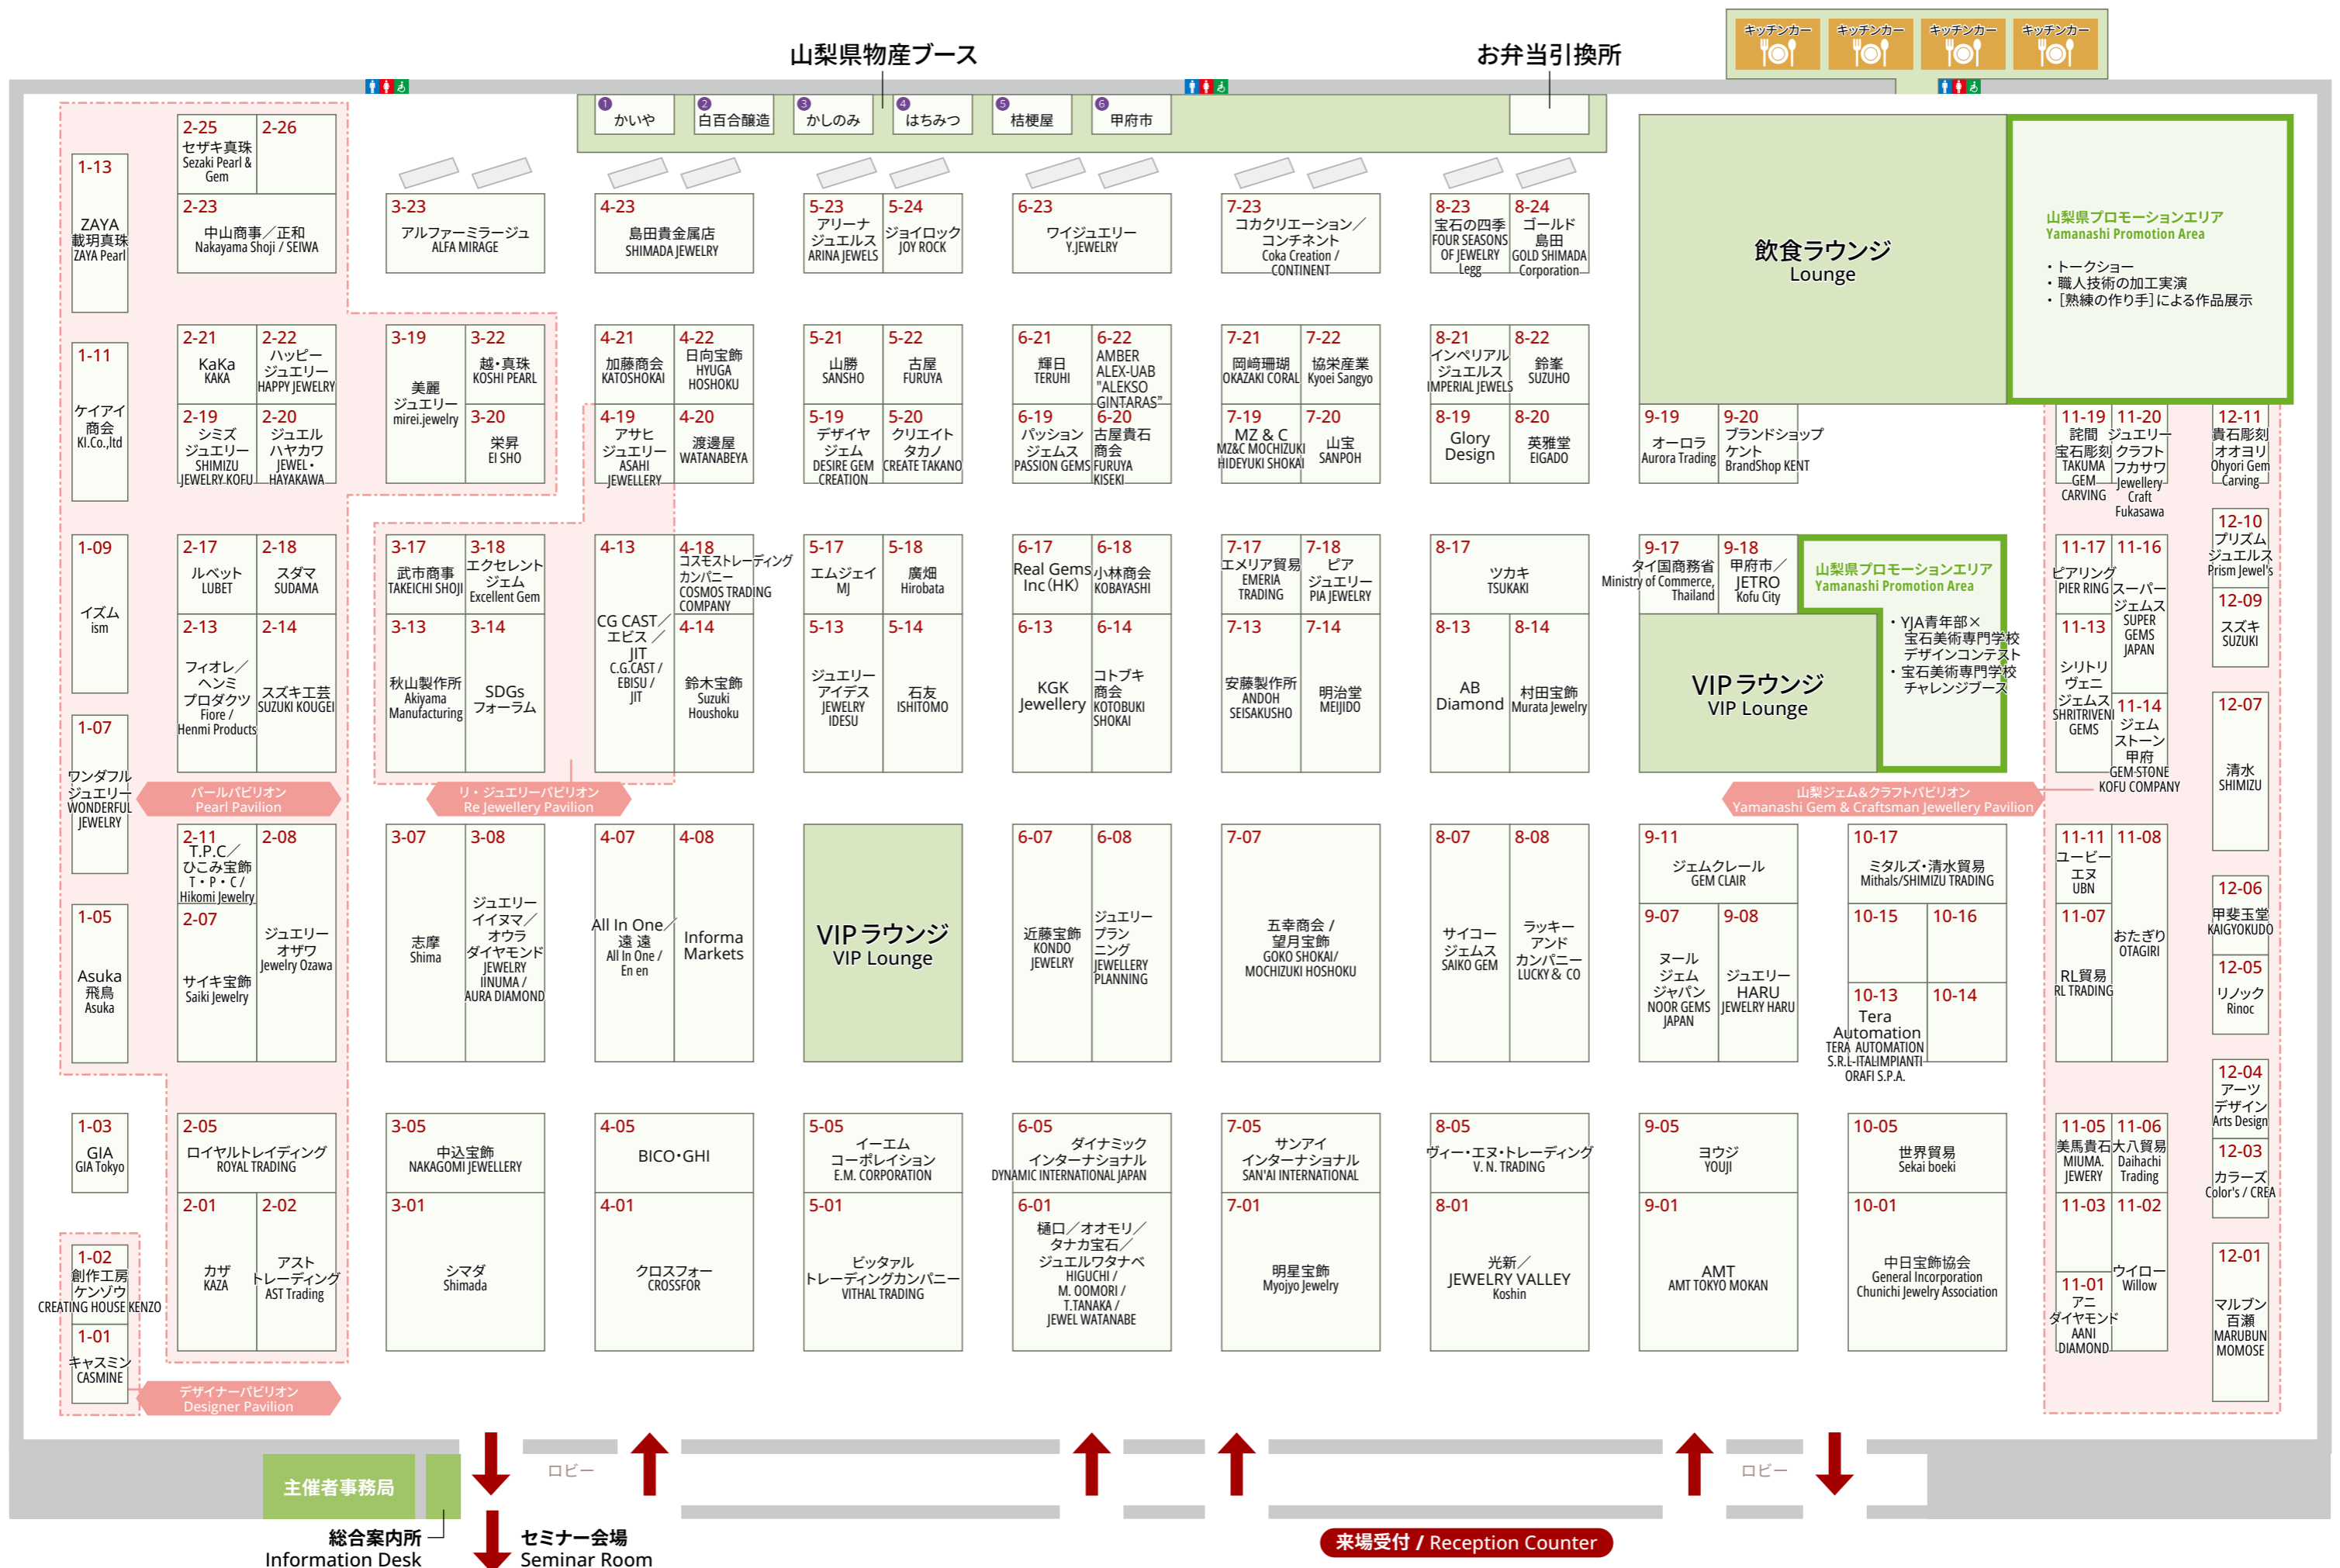 山梨県物産ブース
お弁当引換所
キッチンカー
キッチンカー
キッチンカー
キッチンカー
1
かいや
2
白百合醸造
3
かしのみ
4
はちみつ
5
桔梗屋
6
甲府市
1-13
ZAYA
載玥真珠
ZAYA Pearl
1-11
ケイアイ
商会
KI.Co.,ltd
1-09
イズム
ism
1-07
ワンダフル
ジュエリー
WONDERFUL
JEWELRY
1-05
Asuka
飛鳥
Asuka
1-03
GIA
GIA Tokyo
1-02
創作工房
ケンゾウ
CREATING HOUSE KENZO
1-01
キャスミン
CASMINE
2-25
セザキ真珠
Sezaki Pearl &
Gem
2-26
2-23
中山商事／正和
Nakayama Shoji / SEIWA
2-21
KaKa
KAKA
2-22
ハッピー
ジュエリー
HAPPY JEWELRY
2-19
シミズ
ジュエリー
SHIMIZU
JEWELRY KOFU
2-20
ジュエル
ハヤカワ
JEWEL・
HAYAKAWA
2-17
ルベット
LUBET
2-18
スダマ
SUDAMA
2-13
フィオレ／
ヘンミ
プロダクツ
Fiore /
Henmi Products
2-14
スズキ工芸
SUZUKI KOUGEI
パールパビリオン
Pearl Pavilion
2-11
T.P.C／
ひこみ宝飾
T・P・C /
Hikomi Jewelry
2-08
ジュエリー
オザワ
Jewelry Ozawa
2-07
サイキ宝飾
Saiki Jewelry
2-05
ロイヤルトレイディング
ROYAL TRADING
2-01
カザ
KAZA
2-02
アスト
トレーディング
AST Trading
デザイナーパビリオン
Designer Pavilion
3-23
アルファーミラージュ
ALFA MIRAGE
3-19
美麗
ジュエリー
mirei.jewelry
3-22
越・真珠
KOSHI PEARL
3-20
栄昇
EI SHO
3-17
武市商事
TAKEICHI SHOJI
3-18
エクセレント
ジェム
Excellent Gem
3-13
秋山製作所
Akiyama
Manufacturing
3-14
SDGs
フォーラム
リ・ジュエリーパビリオン
Re Jewellery Pavilion
3-07
志摩
Shima
3-08
ジュエリー
イイヌマ／
オウラ
ダイヤモンド
JEWELRY
IINUMA /
AURA DIAMOND
3-05
中込宝飾
NAKAGOMI JEWELLERY
3-01
シマダ
Shimada
4-23
島田貴金属店
SHIMADA JEWELRY
4-21
加藤商会
KATOSHOKAI
4-22
日向宝飾
HYUGA
HOSHOKU
4-19
アサヒ
ジュエリー
ASAHI
JEWELLERY
4-20
渡邊屋
WATANABEYA
4-13
CG CAST／
エビス ／
JIT
C.G.CAST /
EBISU /
JIT
4-18
コスモストレーディング
カンパニー
COSMOS TRADING
COMPANY
4-14
鈴木宝飾
Suzuki
Houshoku
4-07
All In One／
遠 遠
All In One /
En en
4-08
Informa
Markets
4-05
BICO・GHI
4-01
クロスフォー
CROSSFOR
5-23
アリーナ
ジュエルス
ARINA JEWELS
5-24
ジョイロック
JOY ROCK
5-21
山勝
SANSHO
5-22
古屋
FURUYA
5-19
デザイヤ
ジェム
DESIRE GEM
CREATION
5-20
クリエイト
タカノ
CREATE TAKANO
5-17
エムジェイ
MJ
5-18
廣畑
Hirobata
5-13
ジュエリー
アイデス
JEWELRY
IDESU
5-14
石友
ISHITOMO
VIP ラウンジ
VIP Lounge
5-05
イーエム
コーポレイション
E.M. CORPORATION
5-01
ビッタァル
トレーディングカンパニー
VITHAL TRADING
6-23
ワイジュエリー
Y.JEWELRY
6-21
輝日
TERUHI
6-22
AMBER
ALEX-UAB
"ALEKSO
GINTARAS"
6-19
パッション
ジェムス
PASSION GEMS
6-20
古屋貴石
商会
FURUYA
KISEKI
6-17
Real Gems
Inc（HK）
6-18
小林商会
KOBAYASHI
6-13
KGK
Jewellery
6-14
コトブキ
商会
KOTOBUKI
SHOKAI
6-07
近藤宝飾
KONDO
JEWELRY
6-08
ジュエリー
プラン
ニング
JEWELLERY
PLANNING
6-05
ダイナミック
インターナショナル
DYNAMIC INTERNATIONAL JAPAN
6-01
樋口／オオモリ／
タナカ宝石／
ジュエルワタナベ
HIGUCHI /
M. OOMORI /
T.TANAKA /
JEWEL WATANABE
7-23
コカクリエーション／
コンチネント
Coka Creation /
CONTINENT
7-21
岡﨑珊瑚
OKAZAKI CORAL
7-22
協栄産業
Kyoei Sangyo
7-19
MZ & C
MZ&C MOCHIZUKI
HIDEYUKI SHOKAI
7-20
山宝
SANPOH
7-17
エメリア貿易
EMERIA
TRADING
7-18
ピア
ジュエリー
PIA JEWELRY
7-13
安藤製作所
ANDOH
SEISAKUSHO
7-14
明治堂
MEIJIDO
7-07
五幸商会 /
望月宝飾
GOKO SHOKAI/
MOCHIZUKI HOSHOKU
7-05
サンアイ
インターナショナル
SAN'AI INTERNATIONAL
7-01
明星宝飾
Myojyo Jewelry
8-23
宝石の四季
FOUR SEASONS
OF JEWELRY
Legg
8-24
ゴールド
島田
GOLD SHIMADA
Corporation
8-21
インペリアル
ジュエルス
IMPERIAL JEWELS
8-22
鈴峯
SUZUHO
8-19
Glory
Design
8-20
英雅堂
EIGADO
8-17
ツカキ
TSUKAKI
8-13
AB
Diamond
8-14
村田宝飾
Murata Jewelry
8-07
サイコー
ジェムス
SAIKO GEM
8-08
ラッキー
アンド
カンパニー
LUCKY＆ CO
8-05
ヴィー・エヌ・トレーディング
V. N. TRADING
8-01
光新／
JEWELRY VALLEY
Koshin
飲食ラウンジ
Lounge
山梨県プロモーションエリア
Yamanashi Promotion Area
・トークショー
・職人技術の加工実演
・［熟練の作り手］による作品展示
9-19
オーロラ
Aurora Trading
9-20
ブランドショップ
ケント
BrandShop KENT
9-17
タイ国商務省
Ministry of Commerce,
Thailand
9-18
甲府市／
JETRO
Kofu City
山梨県プロモーションエリア
Yamanashi Promotion Area
・YJA青年部×
宝石美術専門学校
デザインコンテスト
・宝石美術専門学校
チャレンジブース
VIP ラウンジ
VIP Lounge
山梨ジェム&クラフトパビリオン
Yamanashi Gem & Craftsman Jewellery Pavilion
9-11
ジェムクレール
GEM CLAIR
9-07
ヌール
ジェム
ジャパン
NOOR GEMS
JAPAN
9-08
ジュエリー
HARU
JEWELRY HARU
9-05
ヨウジ
YOUJI
9-01
AMT
AMT TOKYO MOKAN
10-17
ミタルズ・清水貿易
Mithals/SHIMIZU TRADING
10-15
10-16
10-13
Tera
Automation
TERA AUTOMATION
S.R.L-ITALIMPIANTI
ORAFI S.P.A.
10-14
10-05
世界貿易
Sekai boeki
10-01
中日宝飾協会
General Incorporation
Chunichi Jewelry Association
11-19
詫間
宝石彫刻
TAKUMA
GEM
CARVING
11-20
ジュエリー
クラフト
フカサワ
Jewellery
Craft
Fukasawa
11-17
ピアリング
PIER RING
11-16
スーパー
ジェムス
SUPER
GEMS
JAPAN
11-13
シリトリ
ヴェニ
ジェムス
SHRITRIVENI
GEMS
11-14
ジェム
ストーン
甲府
GEM STONE
KOFU COMPANY
11-11
ユービー
エヌ
UBN
11-08
おたぎり
OTAGIRI
11-07
RL貿易
RL TRADING
11-05
美馬貴石
MIUMA.
JEWERY
11-06
大八貿易
Daihachi
Trading
11-03
11-02
ウイロー
Willow
11-01
アニ
ダイヤモンド
AANI
DIAMOND
12-11
貴石彫刻
オオヨリ
Ohyori Gem
Carving
12-10
プリズム
ジュエルス
Prism Jewel's
12-09
スズキ
SUZUKI
12-07
清水
SHIMIZU
12-06
甲斐玉堂
KAIGYOKUDO
12-05
リノック
Rinoc
12-04
アーツ
デザイン
Arts Design
12-03
カラーズ
Color's / CREA
12-01
マルブン
百瀬
MARUBUN
MOMOSE
ロビー
ロビー
主催者事務局
総合案内所
Information Desk
セミナー会場
Seminar Room
来場受付 / Reception Counter